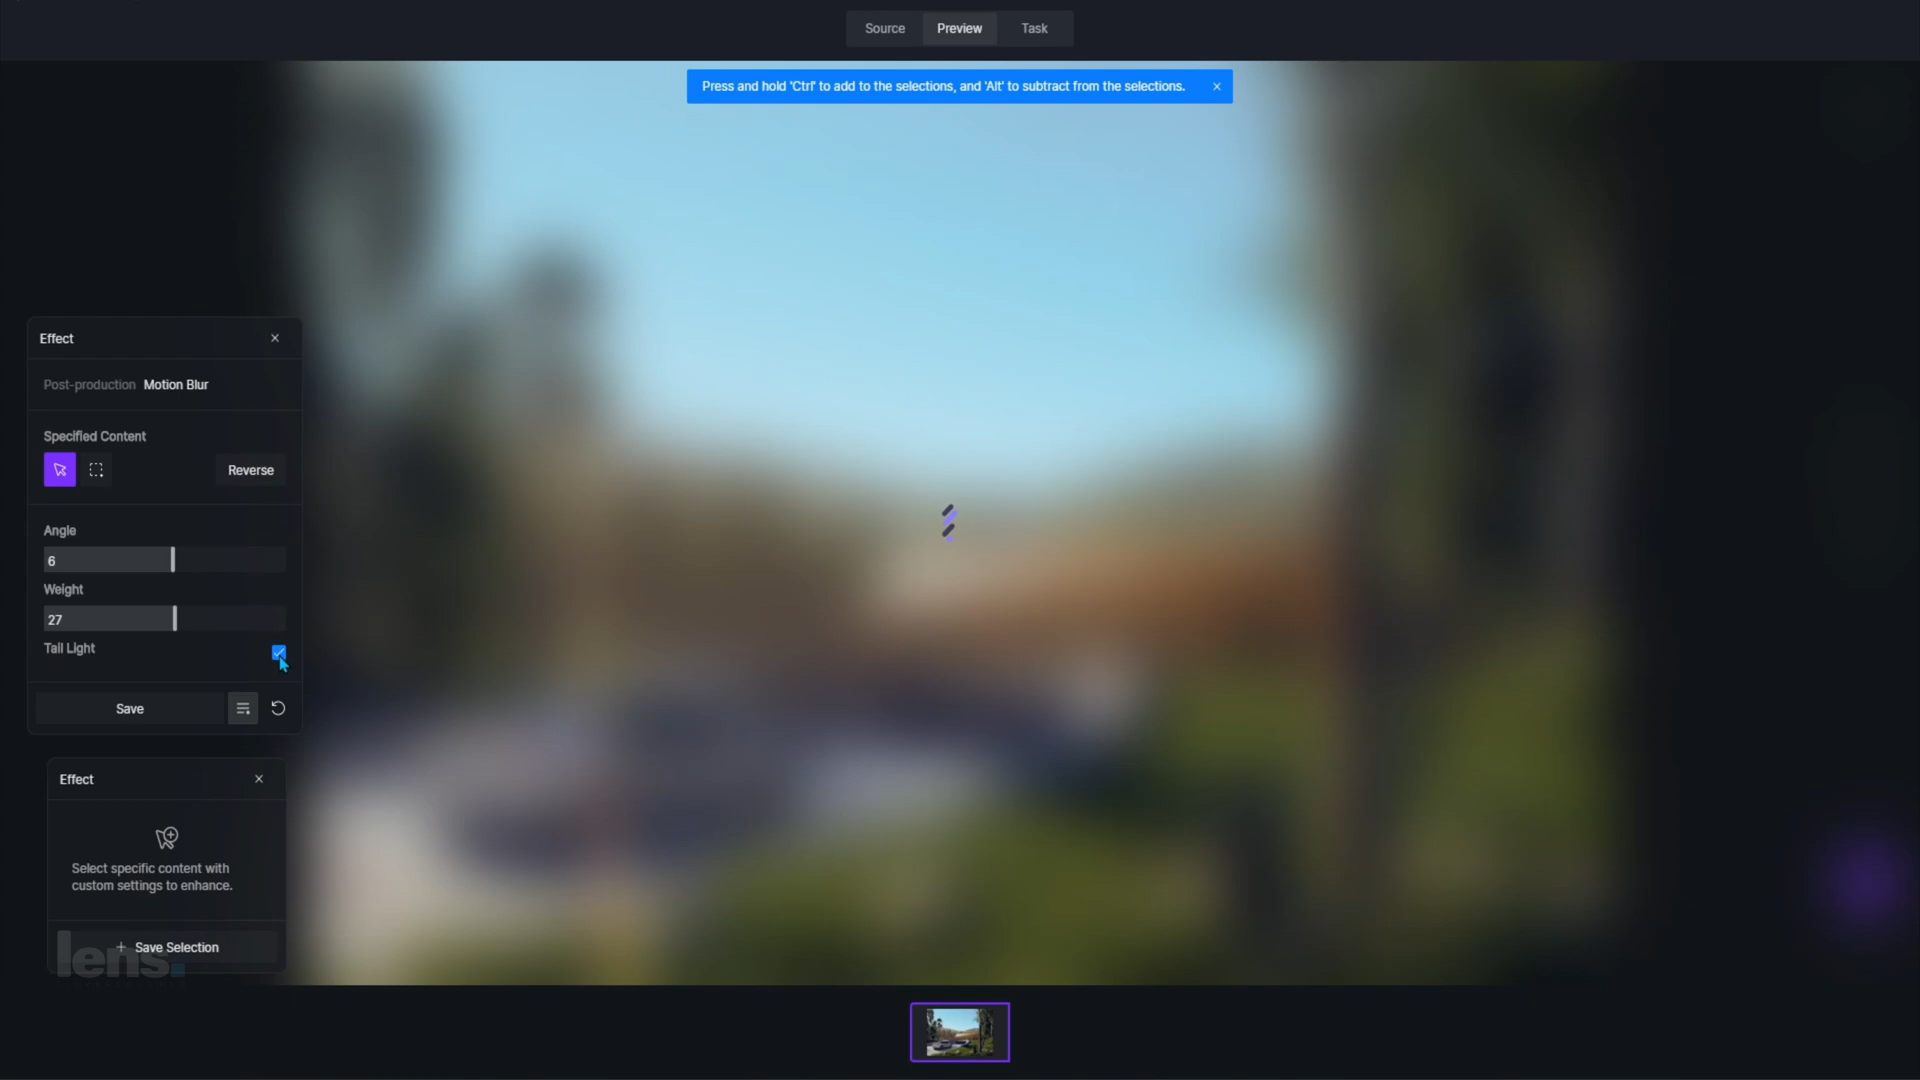 Source Preview Task
Press and hold 'Ctrl' to add to the selections, and 'Alt' to subtract from the selections.
Effect
Post-production Motion Blur
Specified Content
Reverse
Angle
6
Weight
27
Tail Light
Save
Effect
Select specific content with
custom settings to enhance.
+ Save Selection
lens.